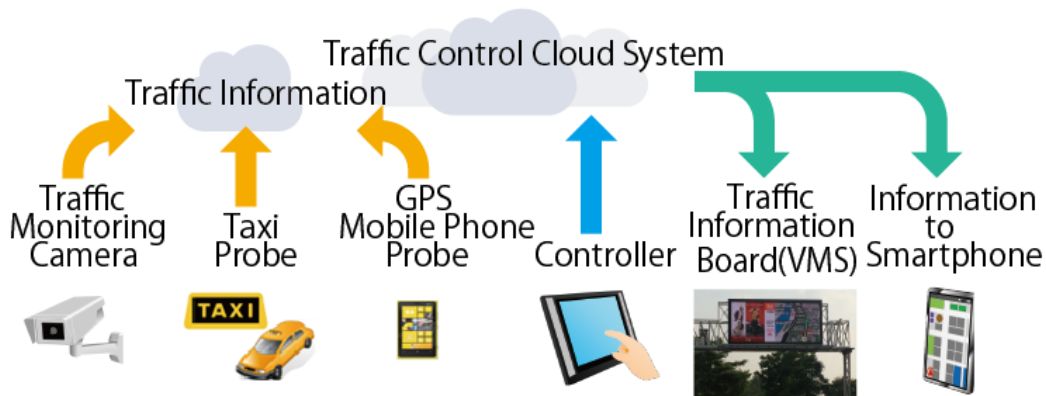 Traffic Control Cloud System
Traffic Information
Traffic
Monitoring
Camera
Taxi
Probe
GPS
Mobile Phone
Probe
Controller
Traffic
Information
Board(VMS)
Information
to
Smartphone
TAXI